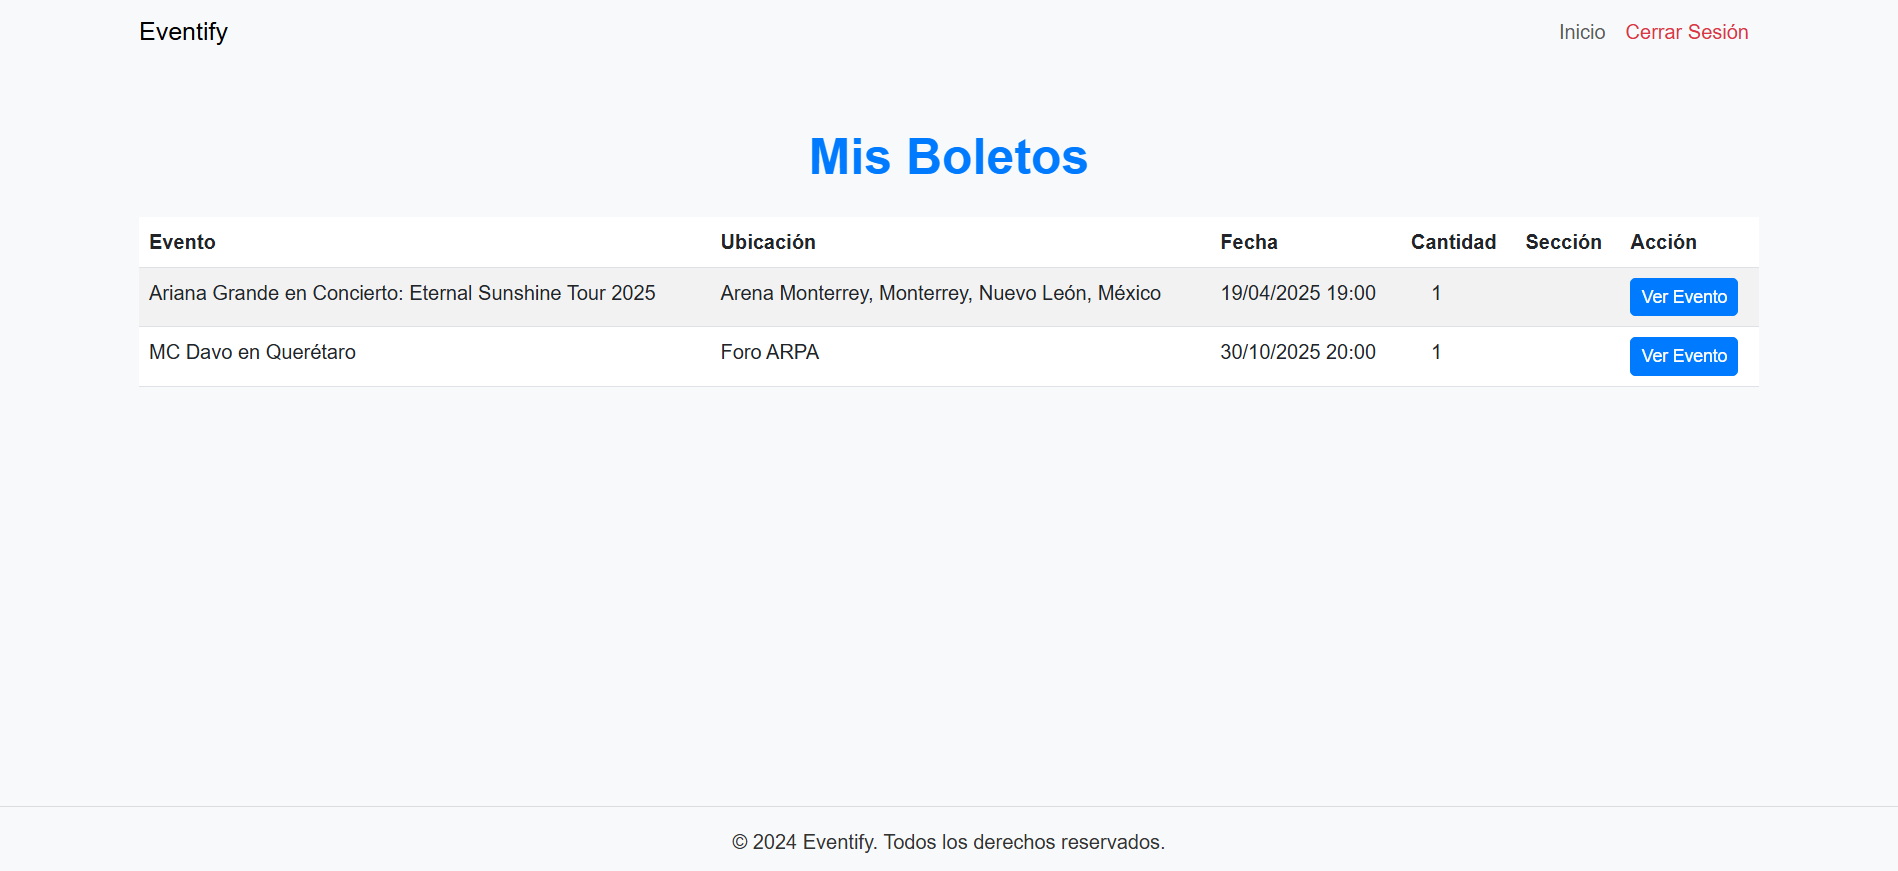 Eventify Inicio Cerrar Sesión
Mis Boletos
Evento Ubicación Fecha Cantidad Sección Acción
Ariana Grande en Concierto: Eternal Sunshine Tour 2025 Arena Monterrey, Monterrey, Nuevo León, México 19/04/2025 19:00 1 Ver Evento
MC Davo en Querétaro Foro ARPA 30/10/2025 20:00 1 Ver Evento
© 2024 Eventify. Todos los derechos reservados.